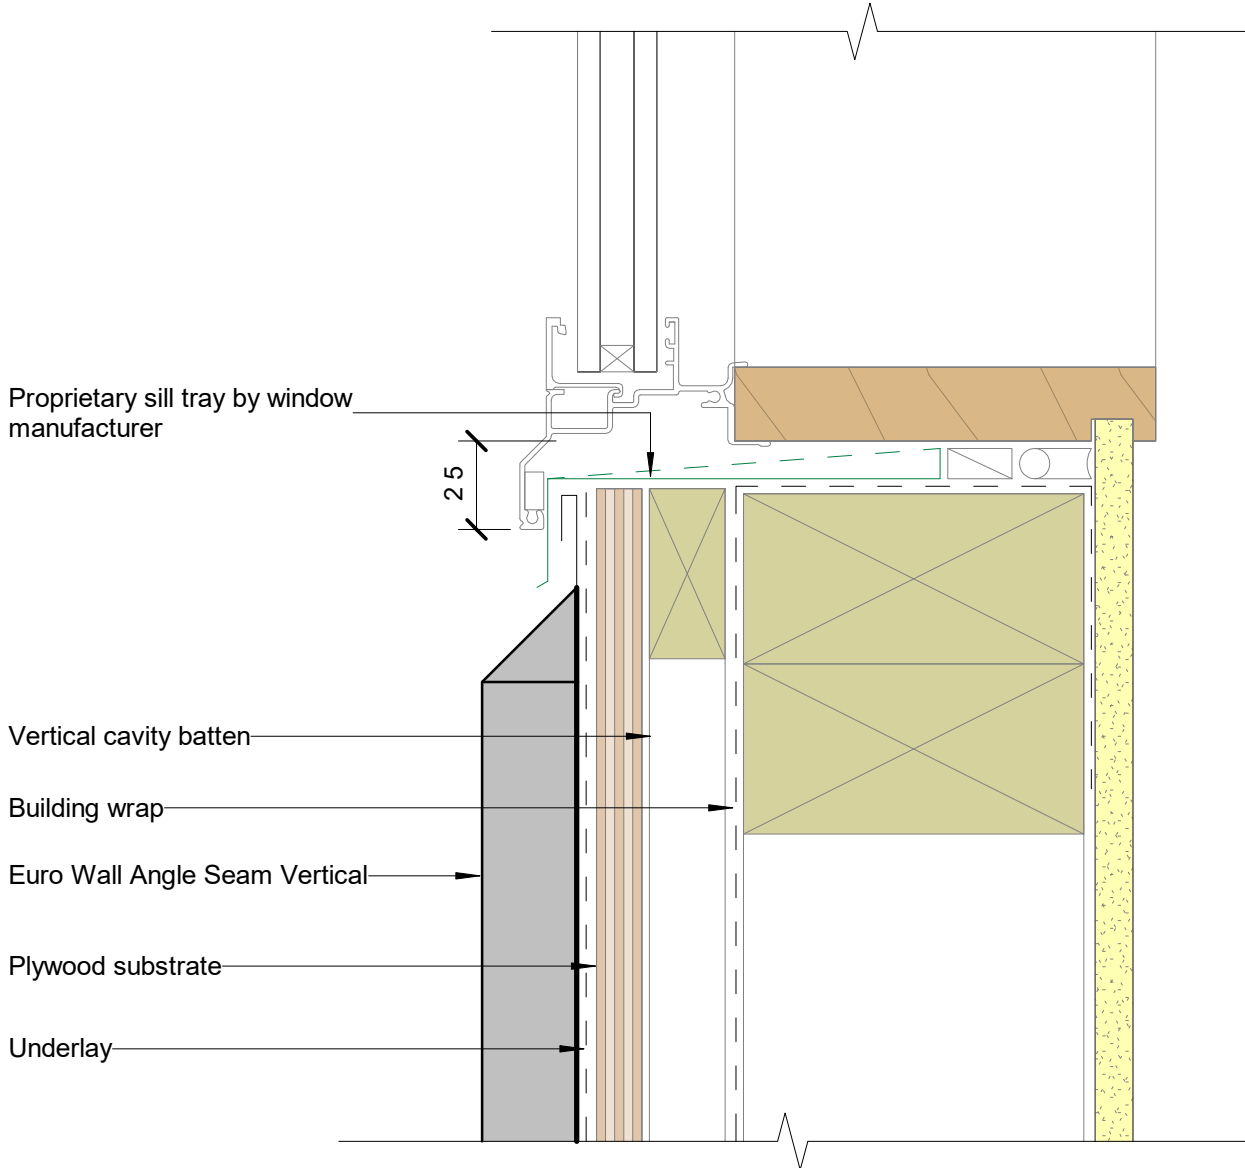 Proprietary sill tray by window
manufacturer
25
Vertical cavity batten
Building wrap
Euro Wall Angle Seam Vertical
Plywood substrate
Underlay